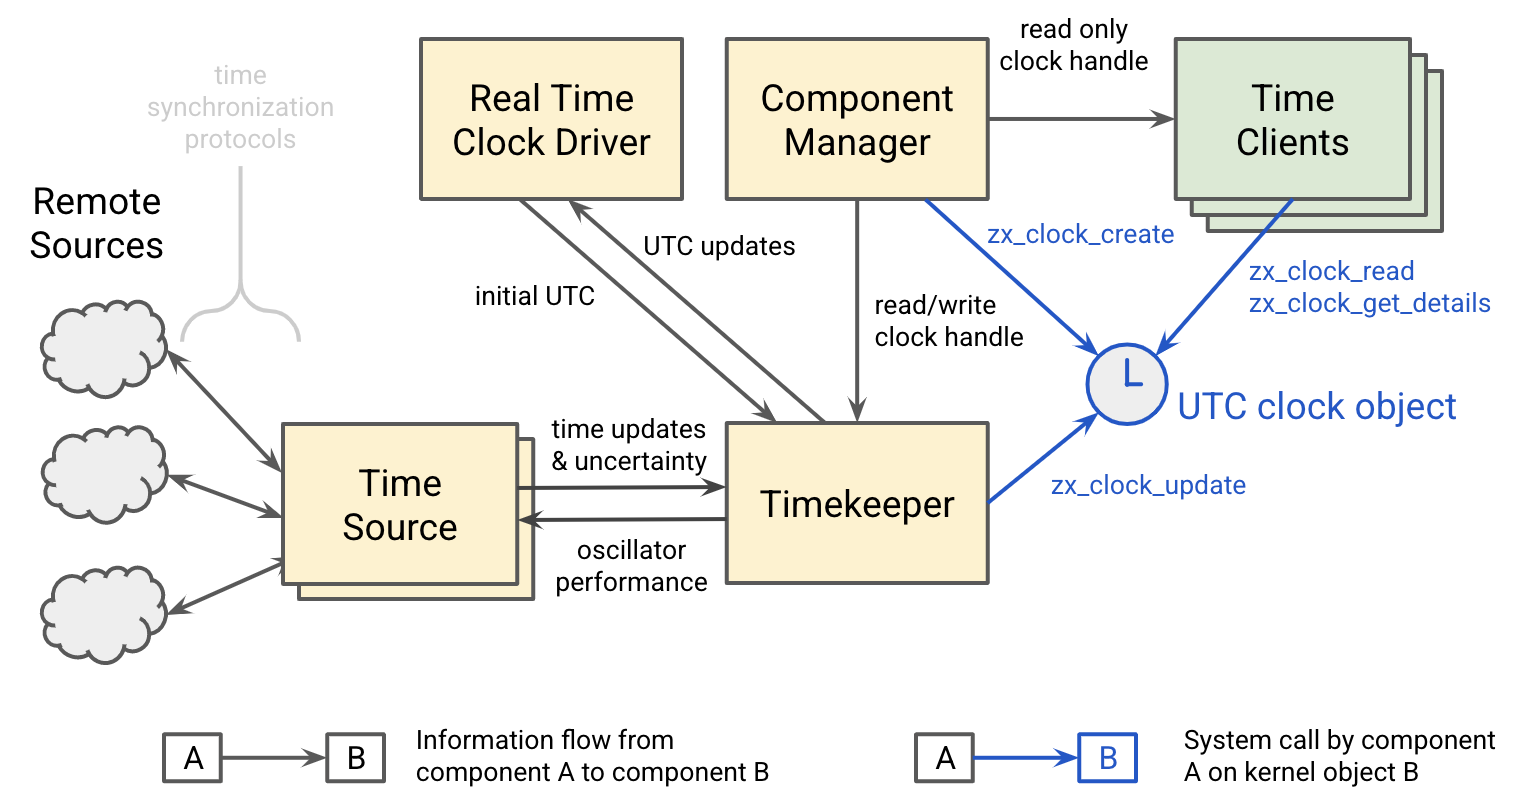 time
synchronization
protocols
Remote
Sources
Real Time
Clock Driver
Component
Manager
read only
clock handle
Time
Clients
UTC updates
initial UTC
read/write
clock handle
zx_clock_create
zx_clock_read
zx_clock_get_details
UTC clock object
zx_clock_update
Time
Source
time updates
& uncertainty
oscillator
performance
Timekeeper
A
B
Information flow from
component A to component B
A
B
System call by component
A on kernel object B